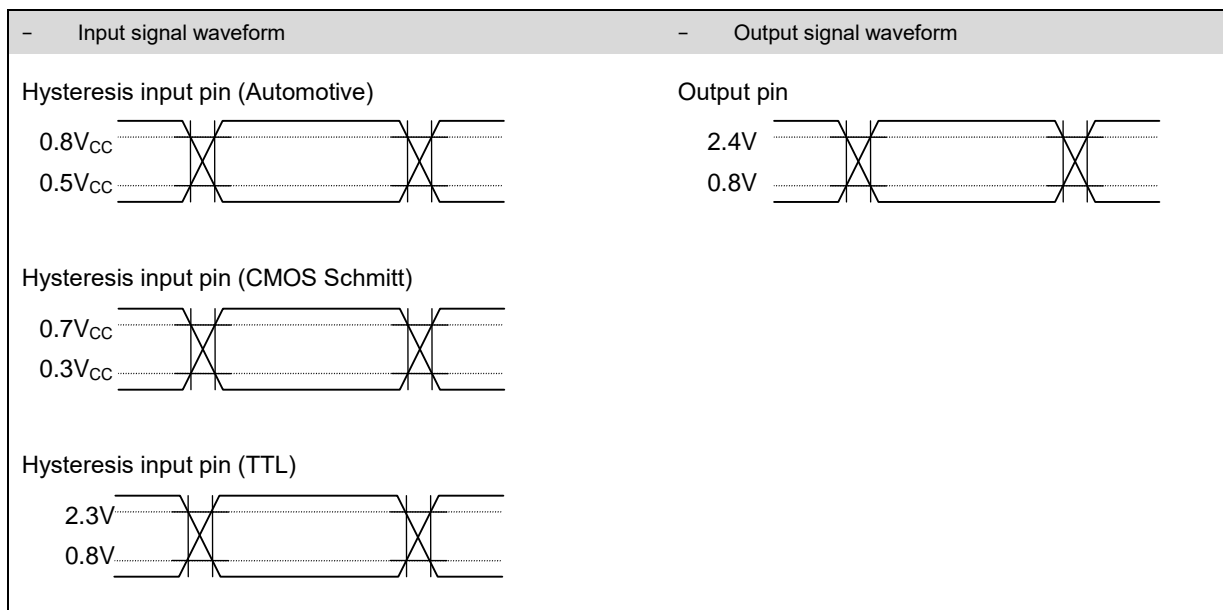 − Input signal waveform
− Output signal waveform
Hysteresis input pin (Automotive)
0.8VCC
0.5VCC
Output pin
2.4V
0.8V
Hysteresis input pin (CMOS Schmitt)
0.7VCC
0.3VCC
Hysteresis input pin (TTL)
2.3V
0.8V